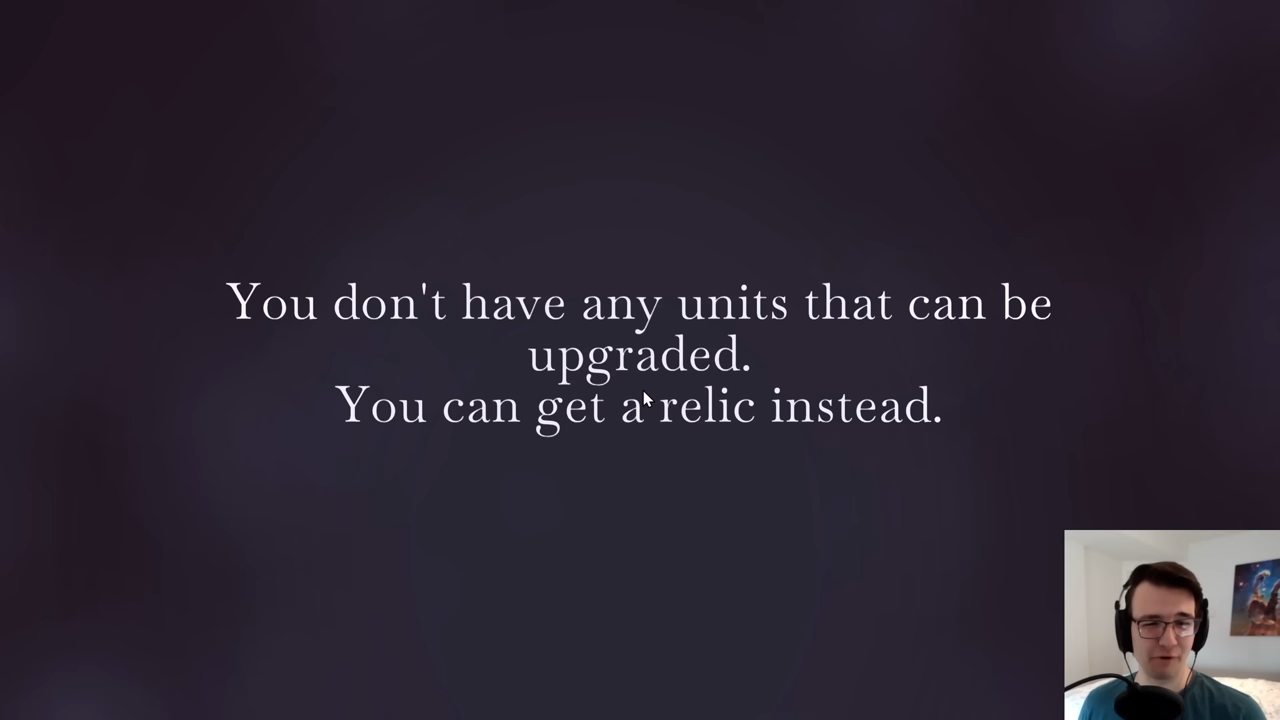 You don't have any units that can be
upgraded.
You can get a relic instead.